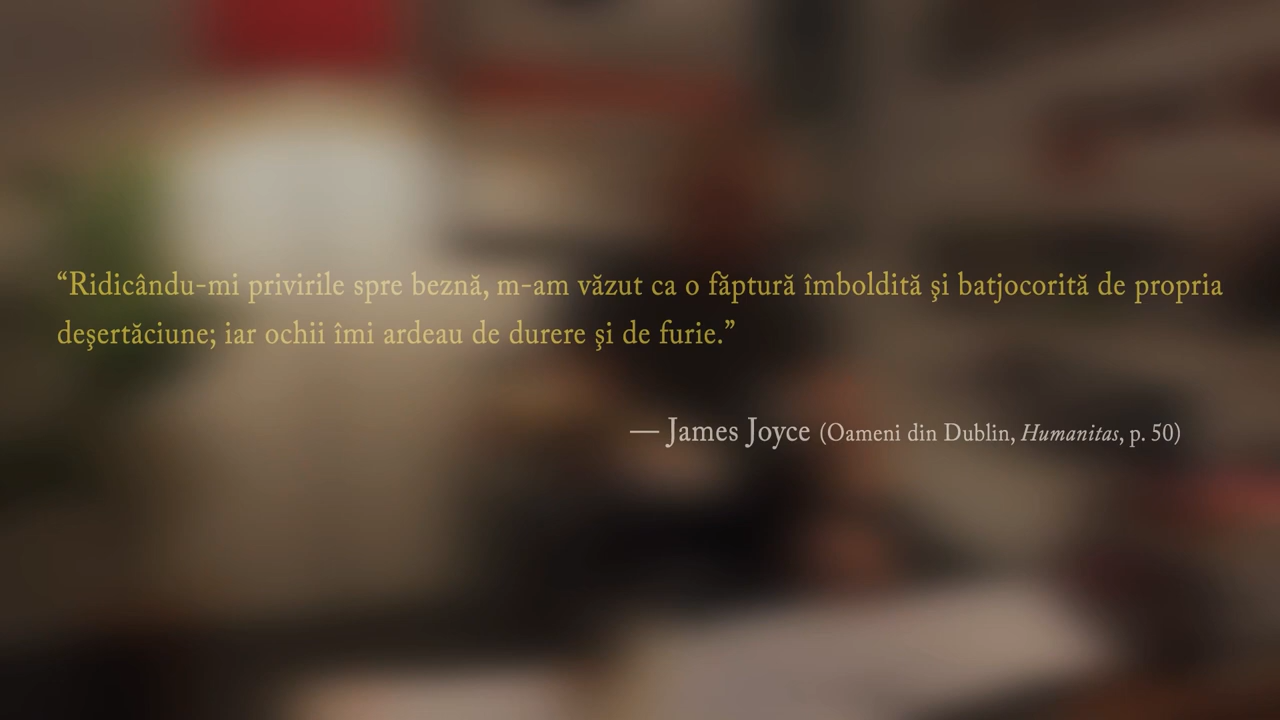 “Ridicându-mi privirile spre beznă, m-am văzut ca o făptură îmboldită şi batjocorită de propria
deşertăciune; iar ochii îmi ardeau de durere şi de furie.”
— James Joyce (Oameni din Dublin, Humanitas, p. 50)